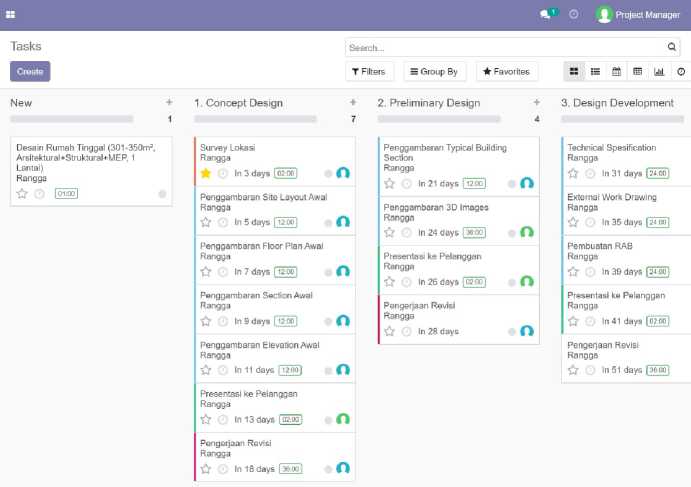 1
Project Manager
Tasks
Search...
Create
Filters
Group By
Favorites
New
1
Desain Rumah Tinggal (301-350m²,
Arsitektural+Struktural+MEP, 1
Lantai)
Rangga
01:00
1. Concept Design
7
Survey Lokasi
Rangga
In 3 days 02:00
Penggambaran Site Layout Awal
Rangga
In 5 days 12:00
Penggambaran Floor Plan Awal
Rangga
In 7 days 12:00
Penggambaran Section Awal
Rangga
In 9 days 12:00
Penggambaran Elevation Awal
Rangga
In 11 days 12:00
Presentasi ke Pelanggan
Rangga
In 13 days 02:00
Pengerjaan Revisi
Rangga
In 18 days 36:00
2. Preliminary Design
4
Penggambaran Typical Building
Section
Rangga
In 21 days 12:00
Penggambaran 3D Images
Rangga
In 24 days 36:00
Presentasi ke Pelanggan
Rangga
In 26 days 02:00
Pengerjaan Revisi
Rangga
In 28 days
3. Design Development
Technical Spesification
Rangga
In 31 days 24:00
External Work Drawing
Rangga
In 35 days 24:00
Pembuatan RAB
Rangga
In 39 days 24:00
Presentasi ke Pelanggan
Rangga
In 41 days 02:00
Pengerjaan Revisi
Rangga
In 51 days 36:00